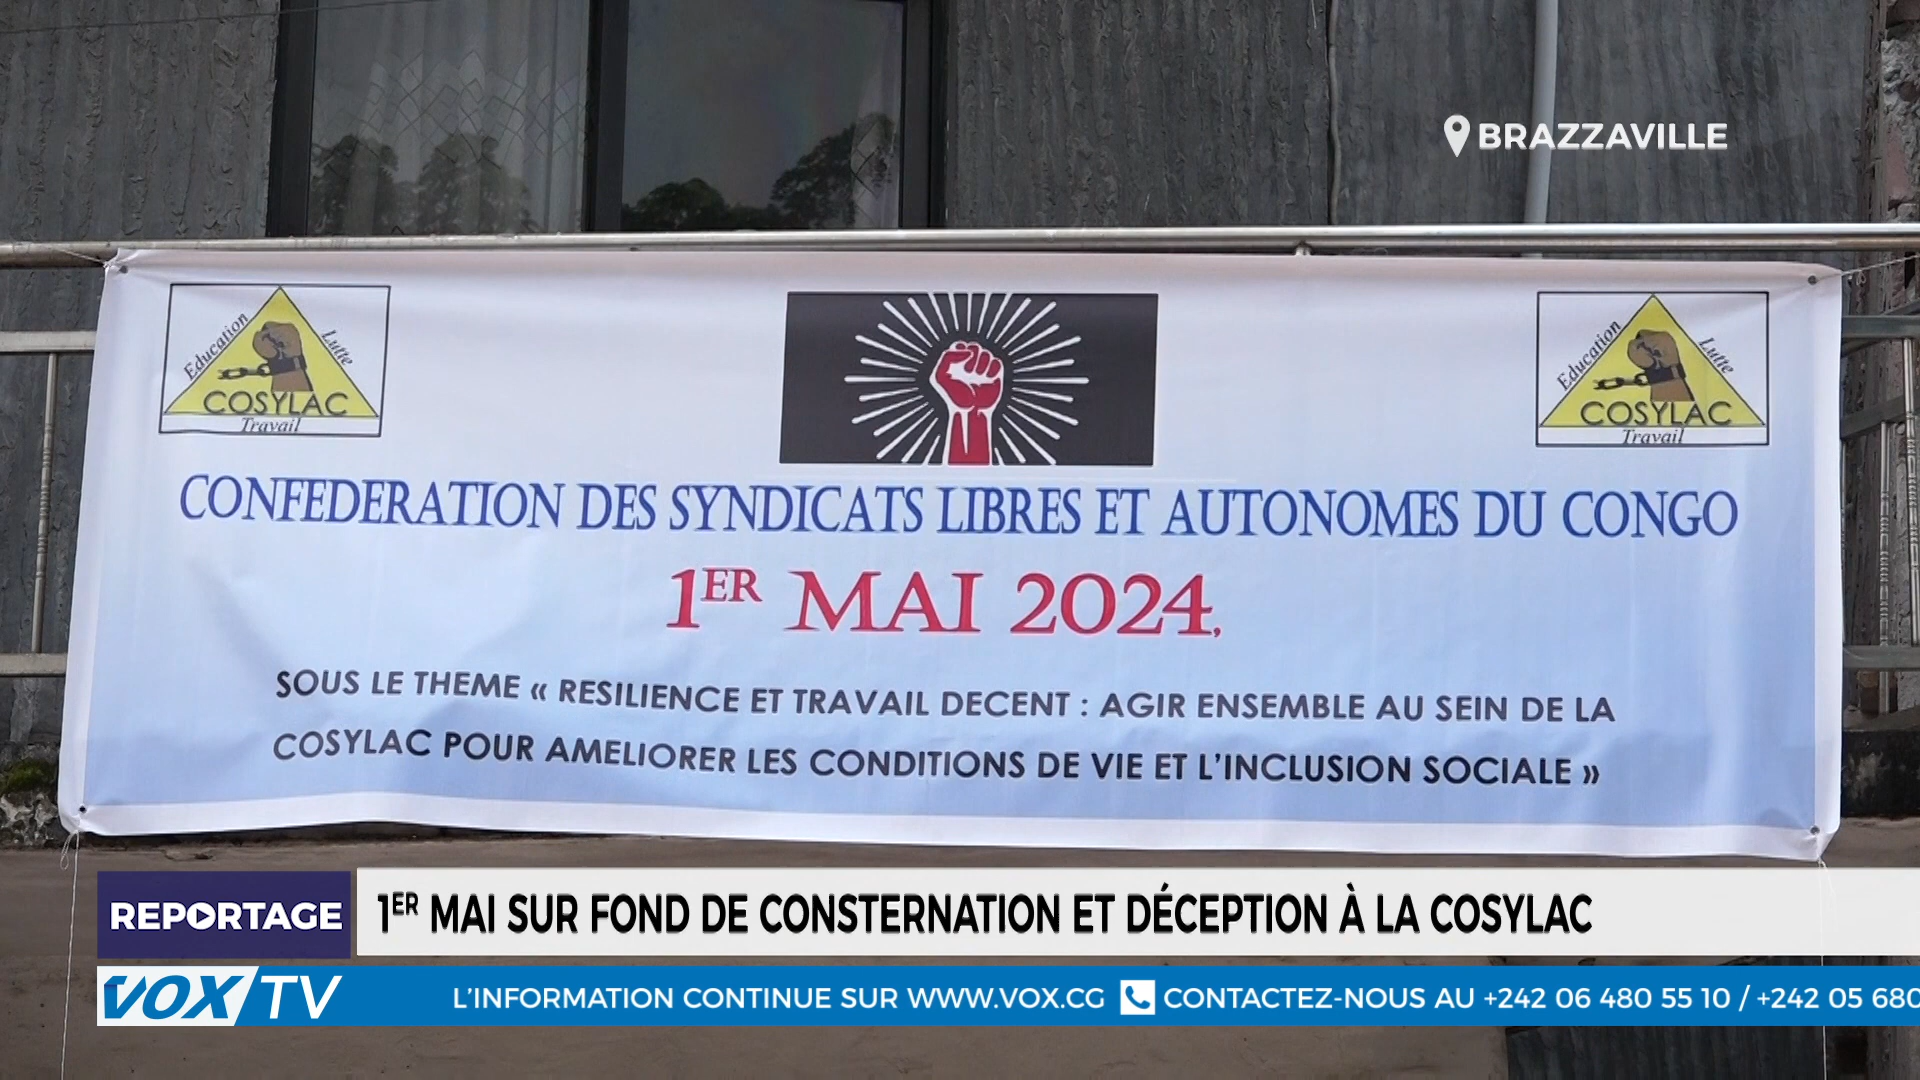 BRAZZAVILLE
Education
Lutte
COSYLAC
Travail
Education
Lutte
COSYLAC
Travail
CONFEDERATION DES SYNDICATS LIBRES ET AUTONOMES DU CONGO
1ER MAI 2024,
SOUS LE THEME « RESILIENCE ET TRAVAIL DECENT : AGIR ENSEMBLE AU SEIN DE LA
COSYLAC POUR AMELIORER LES CONDITIONS DE VIE ET L'INCLUSION SOCIALE »
REPORTAGE
1ER MAI SUR FOND DE CONSTERNATION ET DÉCEPTION À LA COSYLAC
VOX TV
L'INFORMATION CONTINUE SUR WWW.VOX.CG CONTACTEZ-NOUS AU +242 06 480 55 10 / +242 05 680